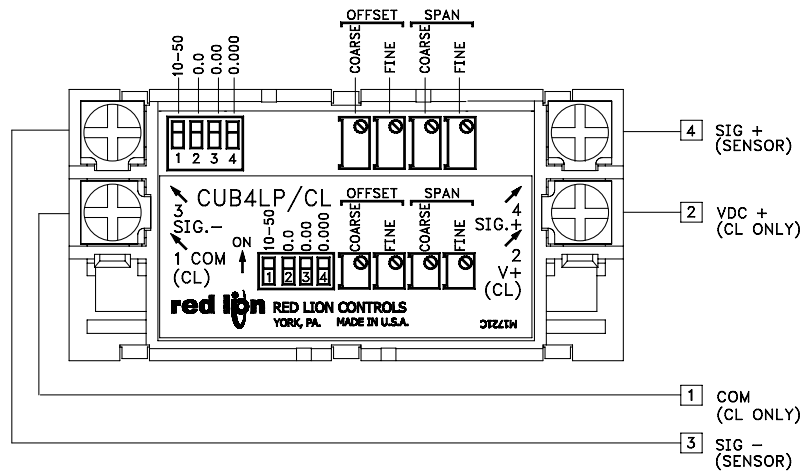 OFFSET SPAN
COARSE FINE COARSE FINE
10-50 0.0 0.00 0.000
1 2 3 4
4 SIG +
(SENSOR)
2 VDC +
(CL ONLY)
CUB4LP/CL
3
SIG.-
1 COM
(CL)
ON
10-50 0.0 0.00 0.000
1 2 3 4
OFFSET SPAN
COARSE FINE COARSE FINE
4
SIG.+
2
V+
(CL)
red lion RED LION CONTROLS
YORK, PA. MADE IN U.S.A.
M1721C
1 COM
(CL ONLY)
3 SIG -
(SENSOR)